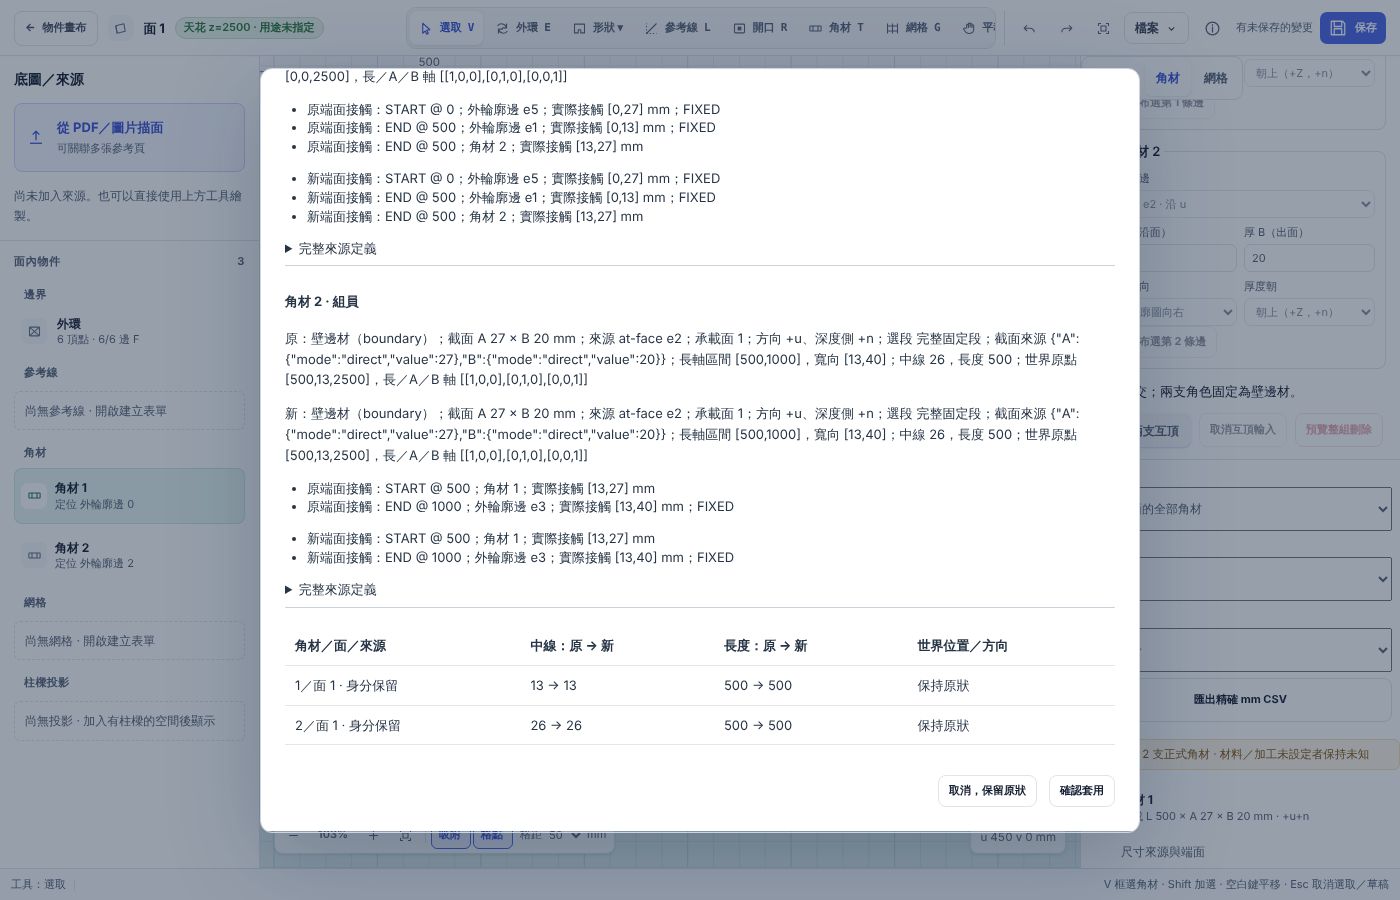 物件畫布
面 1
天花 z=2500 · 用途未指定
選取 V
外環 E
形狀▾
參考線 L
開口 R
角材 T
網格 G
檔案
有未保存的變更
保存
底圖／來源
從 PDF／圖片描面
可關聯多張參考頁
尚未加入來源。也可以直接使用上方工具繪
製。
面內物件
3
邊界
外環
6 頂點 · 6/6 邊 F
參考線
尚無參考線 · 開啟建立表單
角材
角材 1
定位 外輪廓邊 0
角材 2
定位 外輪廓邊 2
網格
尚無網格 · 開啟建立表單
柱樑投影
尚無投影 · 加入有柱樑的空間後顯示
500
[0,0,2500]，長／A／B 軸 [[1,0,0],[0,1,0],[0,0,1]]
• 原端面接觸：START @ 0；外輪廓邊 e5；實際接觸 [0,27] mm；FIXED
• 原端面接觸：END @ 500；外輪廓邊 e1；實際接觸 [0,13] mm；FIXED
• 原端面接觸：END @ 500；角材 2；實際接觸 [13,27] mm
• 新端面接觸：START @ 0；外輪廓邊 e5；實際接觸 [0,27] mm；FIXED
• 新端面接觸：END @ 500；外輪廓邊 e1；實際接觸 [0,13] mm；FIXED
• 新端面接觸：END @ 500；角材 2；實際接觸 [13,27] mm
▶ 完整來源定義
角材 2 · 組員
原：壁邊材（boundary）；截面 A 27 × B 20 mm；來源 at-face e2；承載面 1；方向 +u、深度側 +n；選段 完整固定段；截面來源 {"A":
{"mode":"direct","value":27},"B":{"mode":"direct","value":20}}；長軸區間 [500,1000]，寬向 [13,40]；中線 26，長度 500；世界原點
[500,13,2500]，長／A／B 軸 [[1,0,0],[0,1,0],[0,0,1]]
新：壁邊材（boundary）；截面 A 27 × B 20 mm；來源 at-face e2；承載面 1；方向 +u、深度側 +n；選段 完整固定段；截面來源 {"A":
{"mode":"direct","value":27},"B":{"mode":"direct","value":20}}；長軸區間 [500,1000]，寬向 [13,40]；中線 26，長度 500；世界原點
[500,13,2500]，長／A／B 軸 [[1,0,0],[0,1,0],[0,0,1]]
• 原端面接觸：START @ 500；角材 1；實際接觸 [13,27] mm
• 原端面接觸：END @ 1000；外輪廓邊 e3；實際接觸 [13,40] mm；FIXED
• 新端面接觸：START @ 500；角材 1；實際接觸 [13,27] mm
• 新端面接觸：END @ 1000；外輪廓邊 e3；實際接觸 [13,40] mm；FIXED
▶ 完整來源定義
角材／面／來源 中線：原 → 新 長度：原 → 新 世界位置／方向
1／面 1 · 身分保留 13 → 13 500 → 500 保持原狀
2／面 1 · 身分保留 26 → 26 500 → 500 保持原狀
取消，保留原狀
確認套用
103%
吸附
格點
格距 50 mm
u 450 v 0 mm
角材
網格
朝上（+Z，+n）
布選第 1 條邊
材 2
邊
e2 · 沿 u
沿面）
厚 B（出面）
20
向
厚度朝
廓圖向右
朝上（+Z，+n）
布選第 2 條邊
交；兩支角色固定為壁邊材。
支互頂
取消互頂輸入
預覽整組刪除
的全部角材
匯出精確 mm CSV
2 支正式角材 · 材料／加工未設定者保持未知
材 1
L 500 × A 27 × B 20 mm · +u+n
尺寸來源與端面
工具：選取
V 框選角材 · Shift 加選 · 空白鍵平移 · Esc 取消選取／草稿